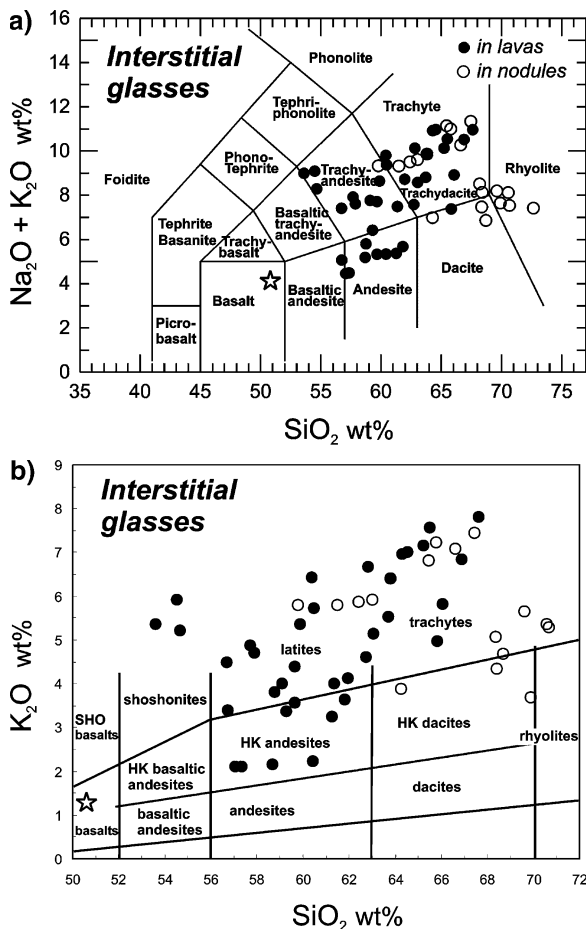 a)
Interstitial
glasses
in lavas
in nodules
Phonolite
Tephri-
phonolite
Trachyte
Foidite
Phono-
Tephrite
Trachy-
andesite
Trachydacite
Rhyolite
Tephrite
Basanite
Trachy-
basalt
Basaltic
trachy-
andesite
Dacite
Basalt
Basaltic
andesite
Andesite
Picro-
basalt
Na2O + K2O wt%
16
14
12
10
8
6
4
2
0
35 40 45 50 55 60 65 70 75
SiO2 wt%
b)
Interstitial
glasses
K2O wt%
9
8
7
6
5
4
3
2
1
0
latites
trachytes
shoshonites
SHO
basalts
HK basaltic
andesites
HK andesites
HK dacites
rhyolites
basalts
basaltic
andesites
andesites
dacites
50 52 54 56 58 60 62 64 66 68 70 72
SiO2 wt%